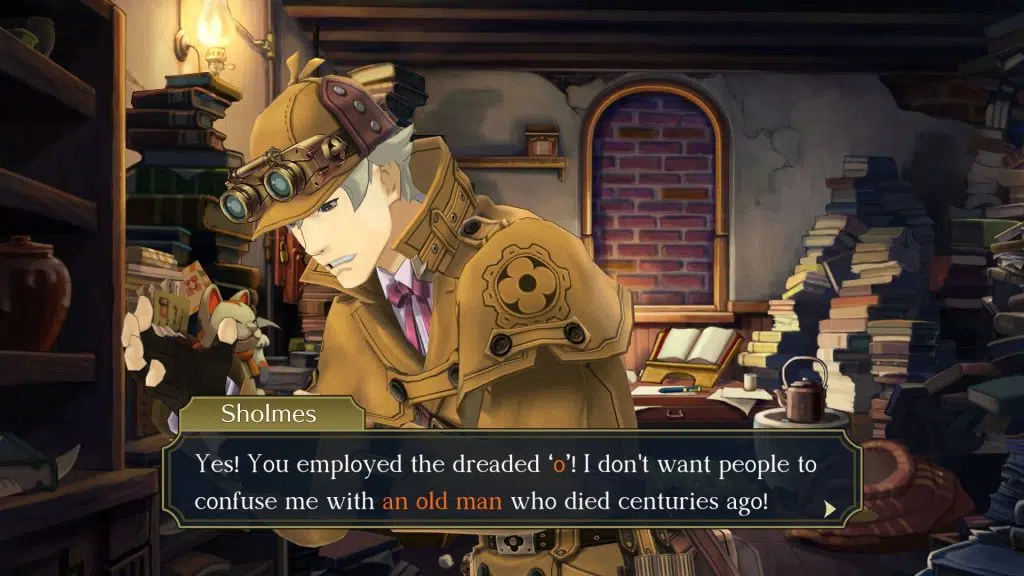 Sholmes
Yes! You employed the dreaded ‘o’! I don't want people to
confuse me with an old man who died centuries ago!